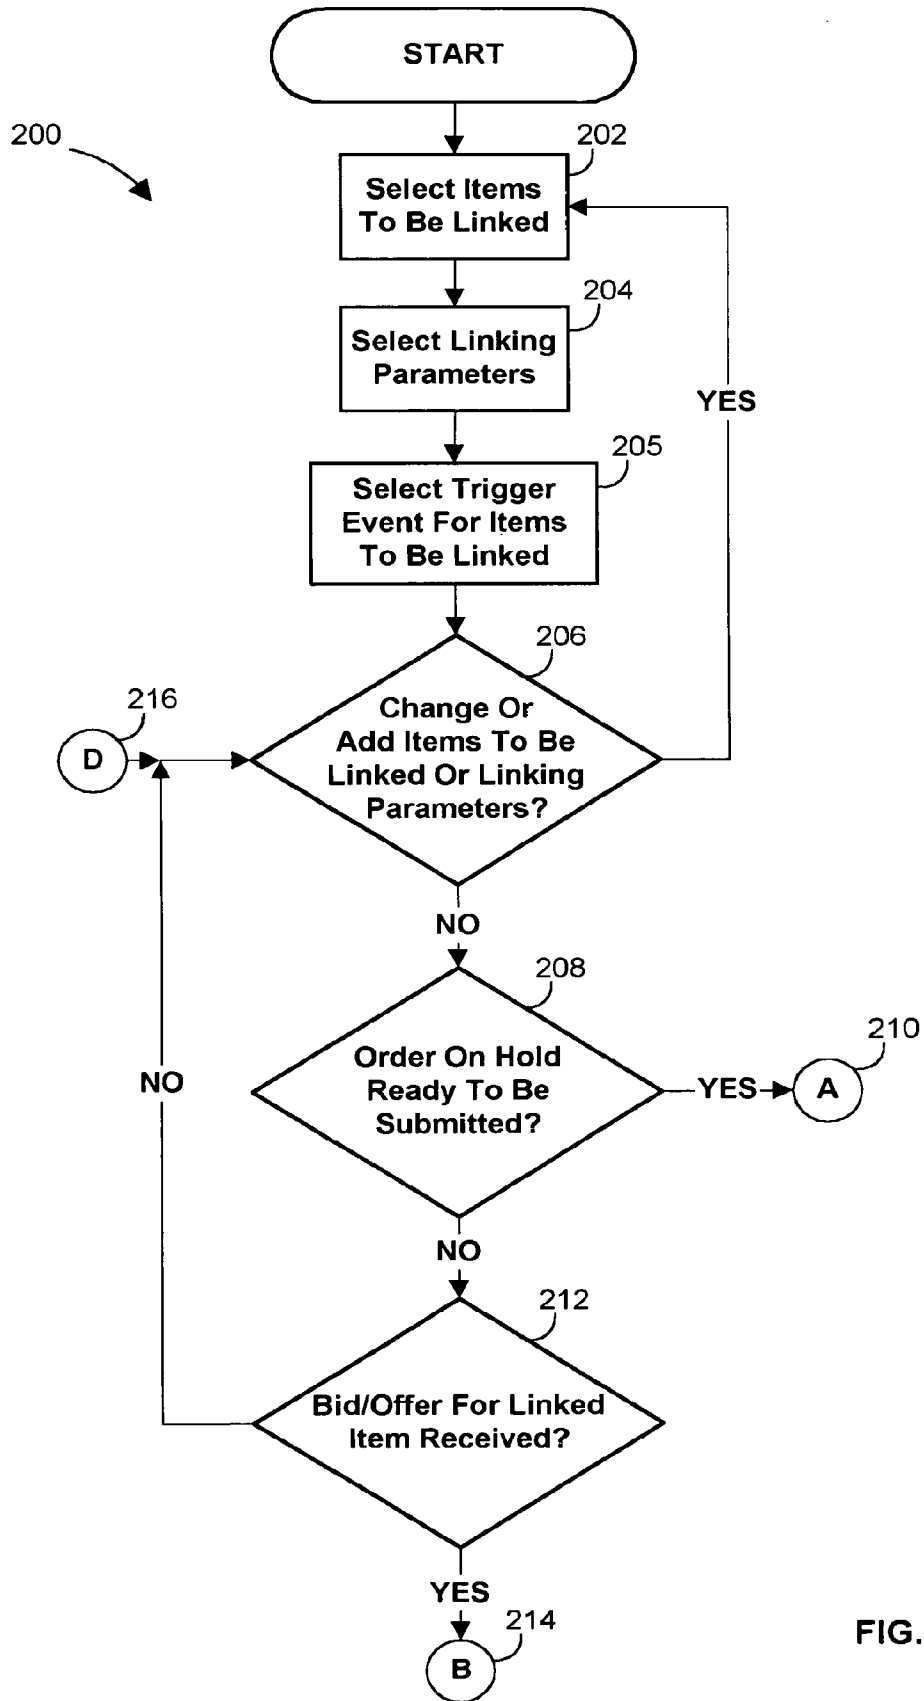 START
200
202
Select Items
To Be Linked
204
Select Linking
Parameters
YES
205
Select Trigger
Event For Items
To Be Linked
206
Change Or
Add Items To Be
Linked Or Linking
Parameters?
216
D
NO
208
Order On Hold
Ready To Be
Submitted?
YES
210
A
NO
NO
212
Bid/Offer For Linked
Item Received?
YES
214
B
FIG.